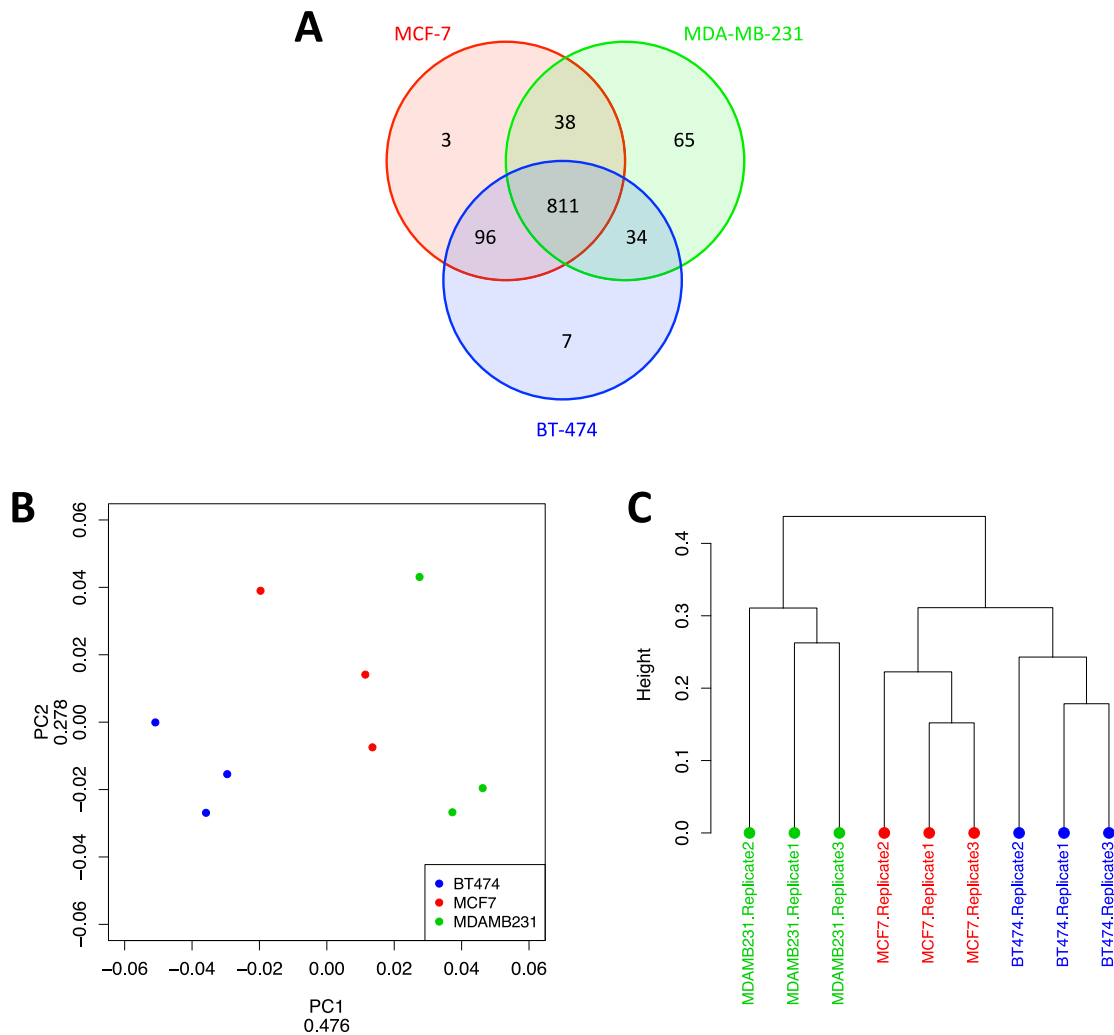 A
MCF-7
MDA-MB-231
3
38
65
811
96
34
7
BT-474
B
PC2
0.278
0.06
0.04
0.02
0.00
−0.02
−0.04
−0.06
BT474
MCF7
MDAMB231
−0.06 −0.04 −0.02 0.00 0.02 0.04 0.06
PC1
0.476
C
Height
0.4
0.3
0.2
0.1
0.0
MDAMB231.Replicate2
MDAMB231.Replicate1
MDAMB231.Replicate3
MCF7.Replicate2
MCF7.Replicate1
MCF7.Replicate3
BT474.Replicate2
BT474.Replicate1
BT474.Replicate3